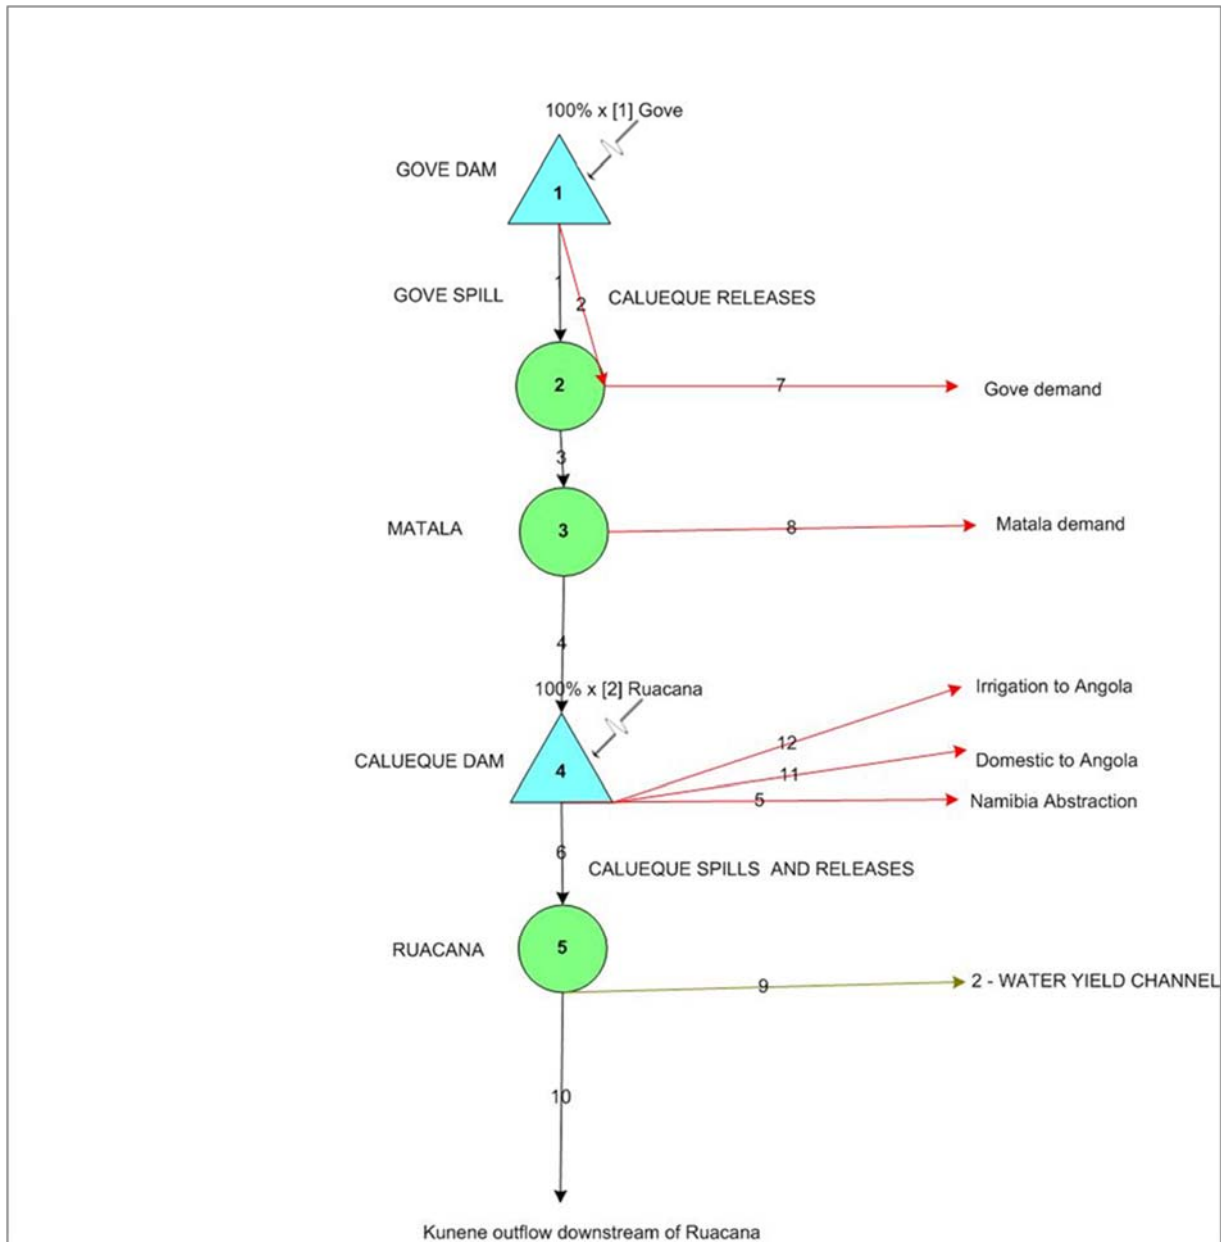 100% x [1] Gove
GOVE DAM
1
1
GOVE SPILL
2
CALUEQUE RELEASES
2
7
Gove demand
3
MATALA
3
8
Matala demand
4
100% x [2] Ruacana
Irrigation to Angola
12
CALUEQUE DAM
4
11
Domestic to Angola
5
Namibia Abstraction
6
CALUEQUE SPILLS AND RELEASES
RUACANA
5
9
2 - WATER YIELD CHANNEL
10
Kunene outflow downstream of Ruacana